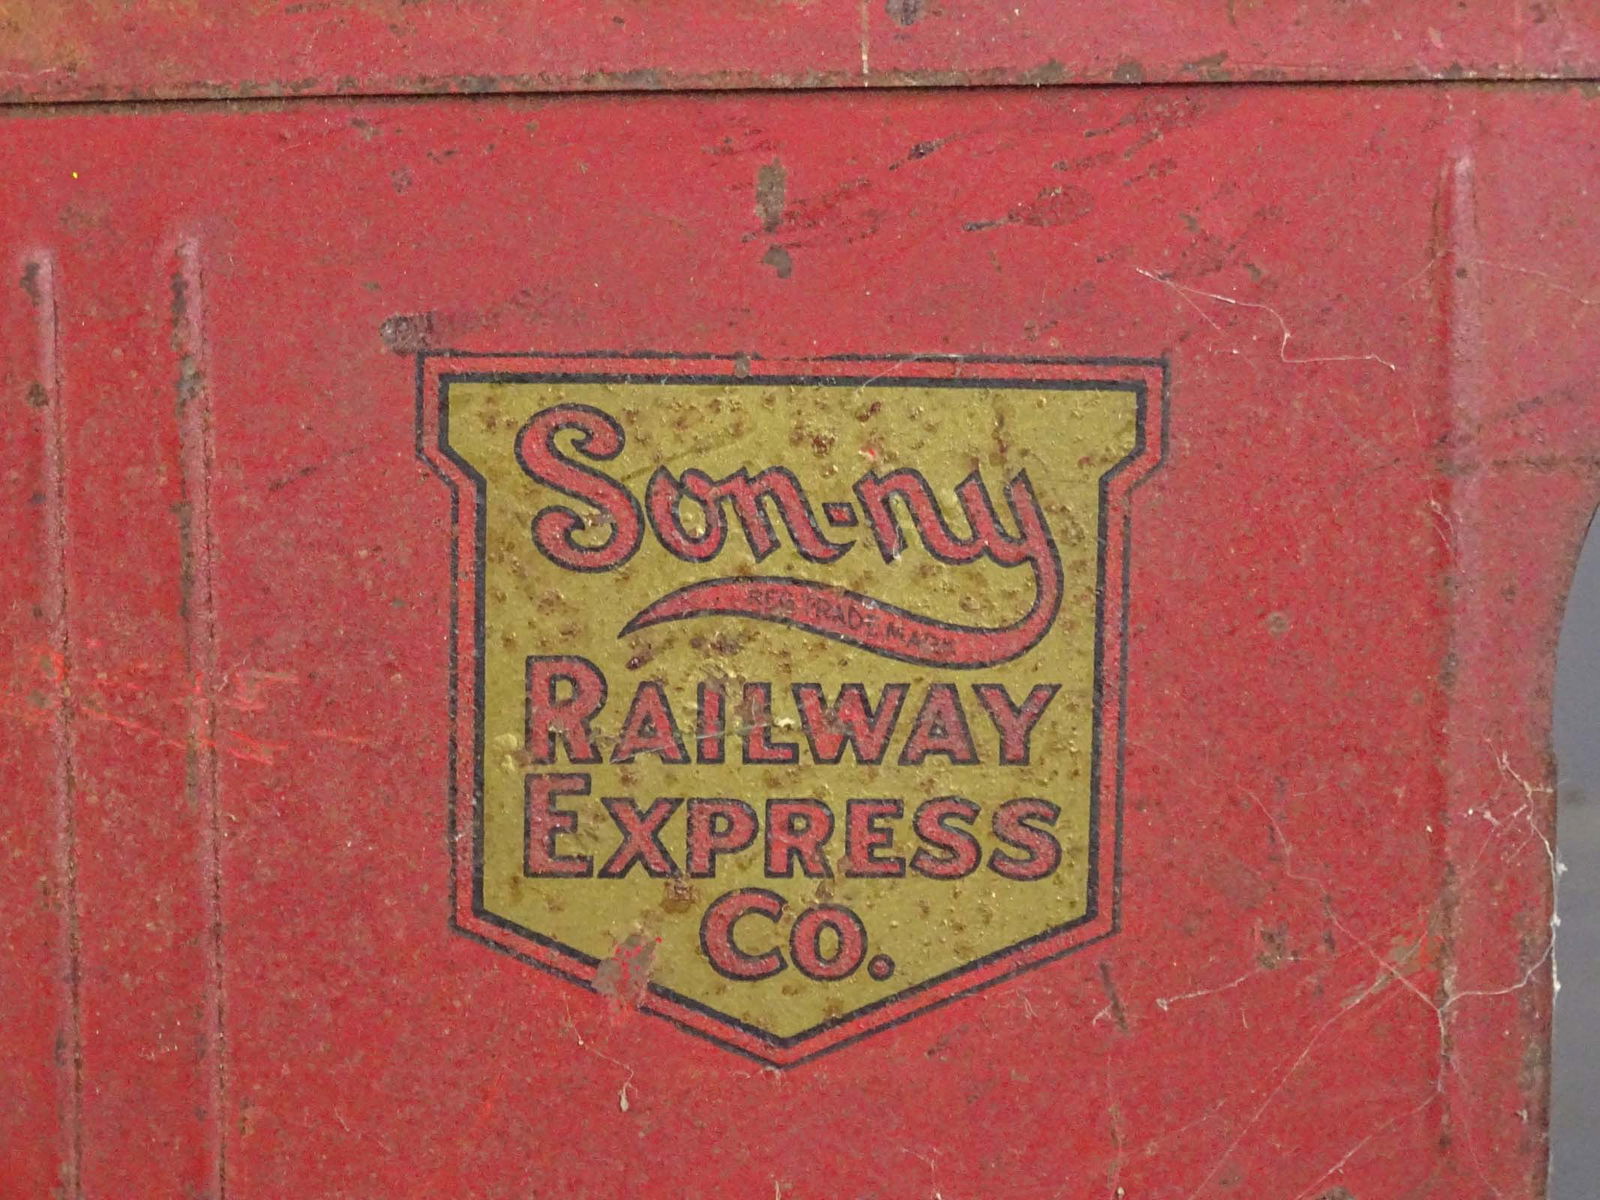 Son-ny
REG. TRADE MARK
RAILWAY
EXPRESS
CO.